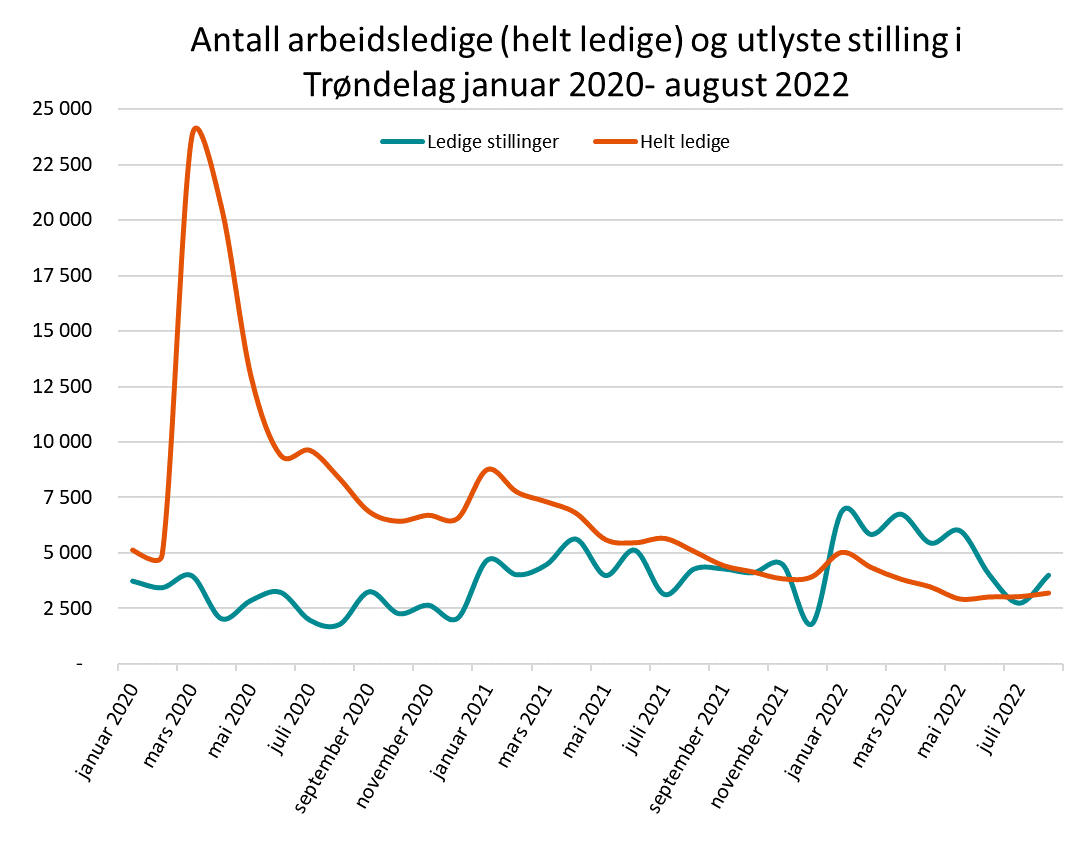 Antall arbeidsledige (helt ledige) og utlyste stilling i
Trøndelag januar 2020- august 2022
25 000
22 500
20 000
17 500
15 000
12 500
10 000
7 500
5 000
2 500
-
Ledige stillinger
Helt ledige
januar 2020
mars 2020
mai 2020
juli 2020
september 2020
november 2020
januar 2021
mars 2021
mai 2021
juli 2021
september 2021
november 2021
januar 2022
mars 2022
mai 2022
juli 2022